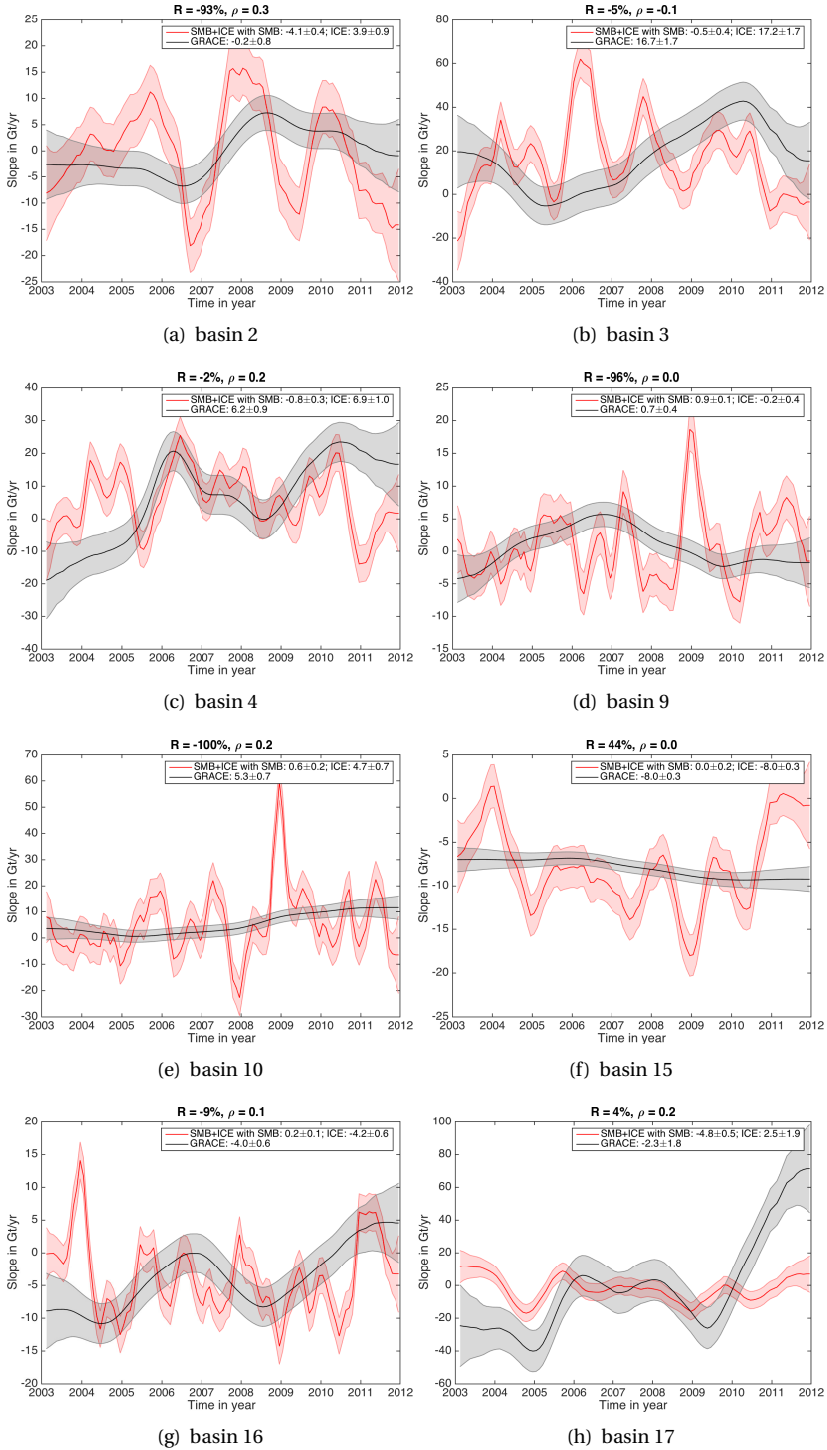 R = -93%, ρ = 0.3
SMB+ICE with SMB: -4.1±0.4; ICE: 3.9±0.9
GRACE: -0.2±0.8
Slope in Gt/yr
25
20
15
10
5
0
-5
-10
-15
-20
-25
2003 2004 2005 2006 2007 2008 2009 2010 2011 2012
Time in year
(a) basin 2
R = -5%, ρ = -0.1
SMB+ICE with SMB: -0.5±0.4; ICE: 17.2±1.7
GRACE: 16.7±1.7
Slope in Gt/yr
80
60
40
20
0
-20
-40
2003 2004 2005 2006 2007 2008 2009 2010 2011 2012
Time in year
(b) basin 3
R = -2%, ρ = 0.2
SMB+ICE with SMB: -0.8±0.3; ICE: 6.9±1.0
GRACE: 6.2±0.9
Slope in Gt/yr
40
30
20
10
0
-10
-20
-30
-40
2003 2004 2005 2006 2007 2008 2009 2010 2011 2012
Time in year
(c) basin 4
R = -96%, ρ = 0.0
SMB+ICE with SMB: 0.9±0.1; ICE: -0.2±0.4
GRACE: 0.7±0.4
Slope in Gt/yr
20
15
10
5
0
-5
-10
-15
2003 2004 2005 2006 2007 2008 2009 2010 2011 2012
Time in year
(d) basin 9
R = -100%, ρ = 0.2
SMB+ICE with SMB: 0.6±0.2; ICE: 4.7±0.7
GRACE: 5.3±0.7
Slope in Gt/yr
70
60
50
40
30
20
10
0
-10
-20
-30
2003 2004 2005 2006 2007 2008 2009 2010 2011 2012
Time in year
(e) basin 10
R = 44%, ρ = 0.0
SMB+ICE with SMB: 0.0±0.2; ICE: -8.0±0.3
GRACE: -8.0±0.3
Slope in Gt/yr
5
0
-5
-10
-15
-20
-25
2003 2004 2005 2006 2007 2008 2009 2010 2011 2012
Time in year
(f) basin 15
R = -9%, ρ = 0.1
SMB+ICE with SMB: 0.2±0.1; ICE: -4.2±0.6
GRACE: -4.0±0.6
Slope in Gt/yr
20
15
10
5
0
-5
-10
-15
-20
2003 2004 2005 2006 2007 2008 2009 2010 2011 2012
Time in year
(g) basin 16
R = 4%, ρ = 0.2
SMB+ICE with SMB: -4.8±0.5; ICE: 2.5±1.9
GRACE: -2.3±1.8
Slope in Gt/yr
100
80
60
40
20
0
-20
-40
-60
2003 2004 2005 2006 2007 2008 2009 2010 2011 2012
Time in year
(h) basin 17